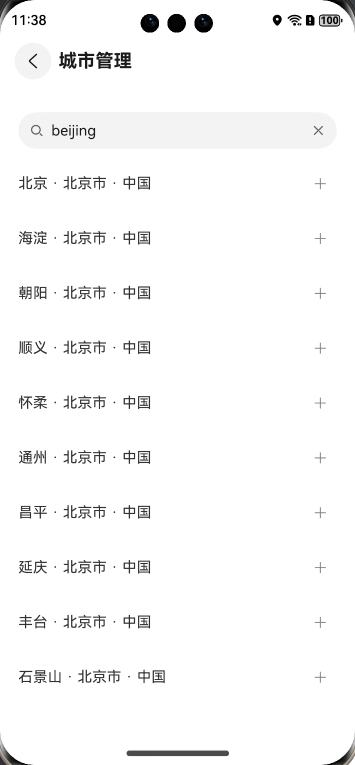 11:38
100
城市管理
beijing
北京 · 北京市 · 中国
海淀 · 北京市 · 中国
朝阳 · 北京市 · 中国
顺义 · 北京市 · 中国
怀柔 · 北京市 · 中国
通州 · 北京市 · 中国
昌平 · 北京市 · 中国
延庆 · 北京市 · 中国
丰台 · 北京市 · 中国
石景山 · 北京市 · 中国